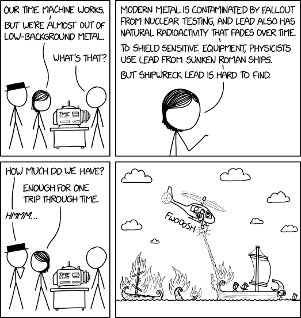 OUR TIME MACHINE WORKS.
BUT WE'RE ALMOST OUT OF
LOW-BACKGROUND METAL.
WHAT'S THAT?
MODERN METAL IS CONTAMINATED BY FALLOUT
FROM NUCLEAR TESTING, AND LEAD ALSO HAS
NATURAL RADIOACTIVITY THAT FADES OVER TIME.
TO SHIELD SENSITIVE EQUIPMENT, PHYSICISTS
USE LEAD FROM SUNKEN ROMAN SHIPS.
BUT SHIPWRECK LEAD IS HARD TO FIND.
HOW MUCH DO WE HAVE?
ENOUGH FOR ONE
TRIP THROUGH TIME.
HMMM...
FWOOOSH